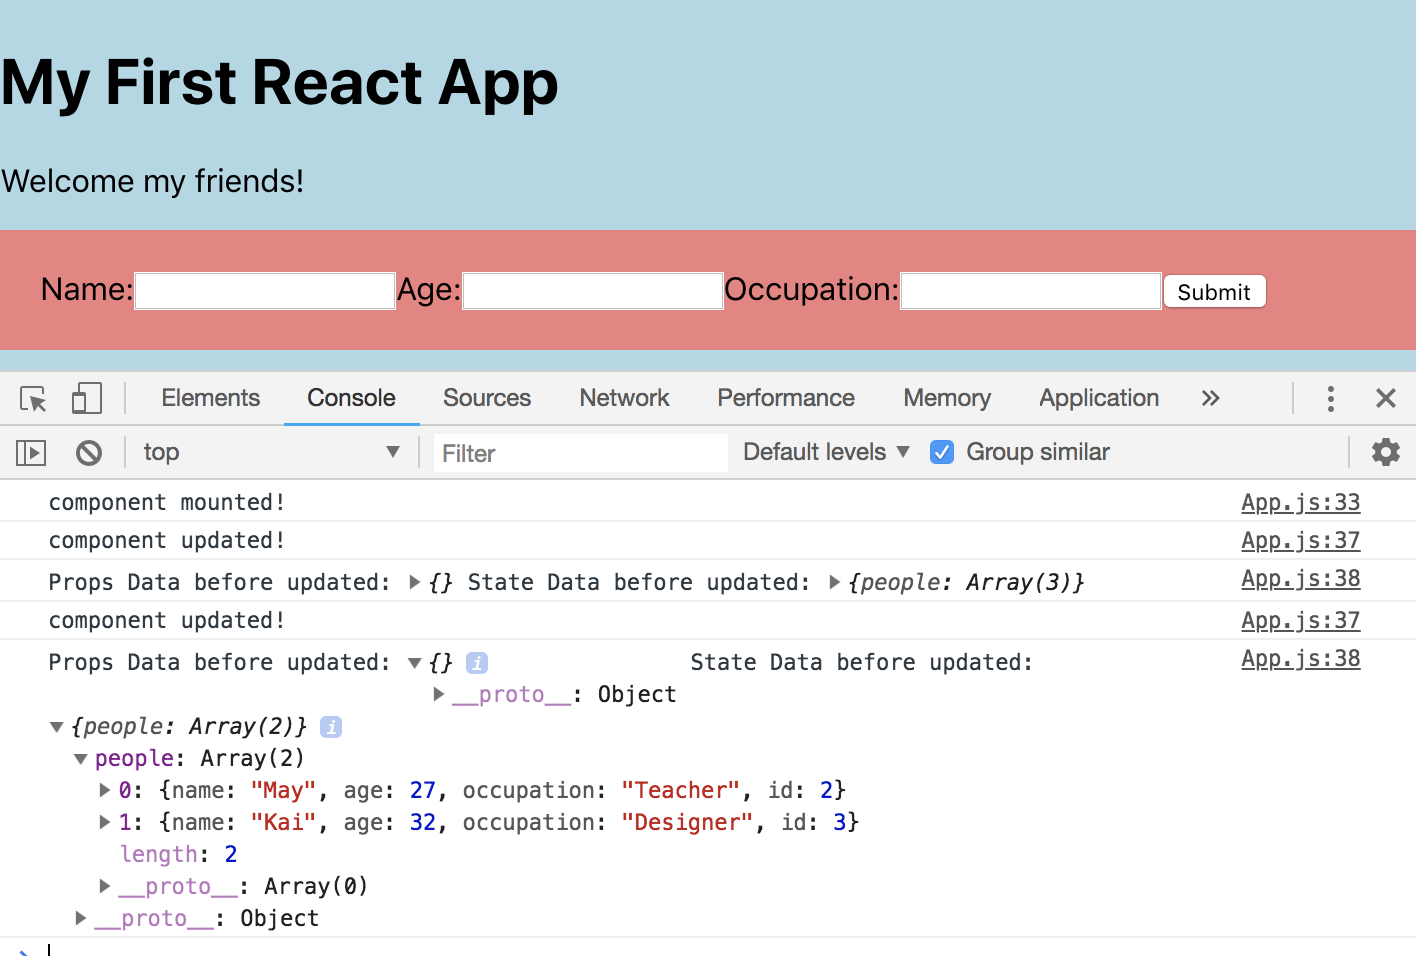 My First React App
Welcome my friends!
Name: Age: Occupation: Submit
Elements Console Sources Network Performance Memory Application
top Filter Default levels Group similar
component mounted! App.js:33
component updated! App.js:37
Props Data before updated: {} State Data before updated: {people: Array(3)} App.js:38
component updated! App.js:37
Props Data before updated: {} i State Data before updated: App.js:38
__proto__: Object
{people: Array(2)} i
people: Array(2)
0: {name: "May", age: 27, occupation: "Teacher", id: 2}
1: {name: "Kai", age: 32, occupation: "Designer", id: 3}
length: 2
__proto__: Array(0)
__proto__: Object